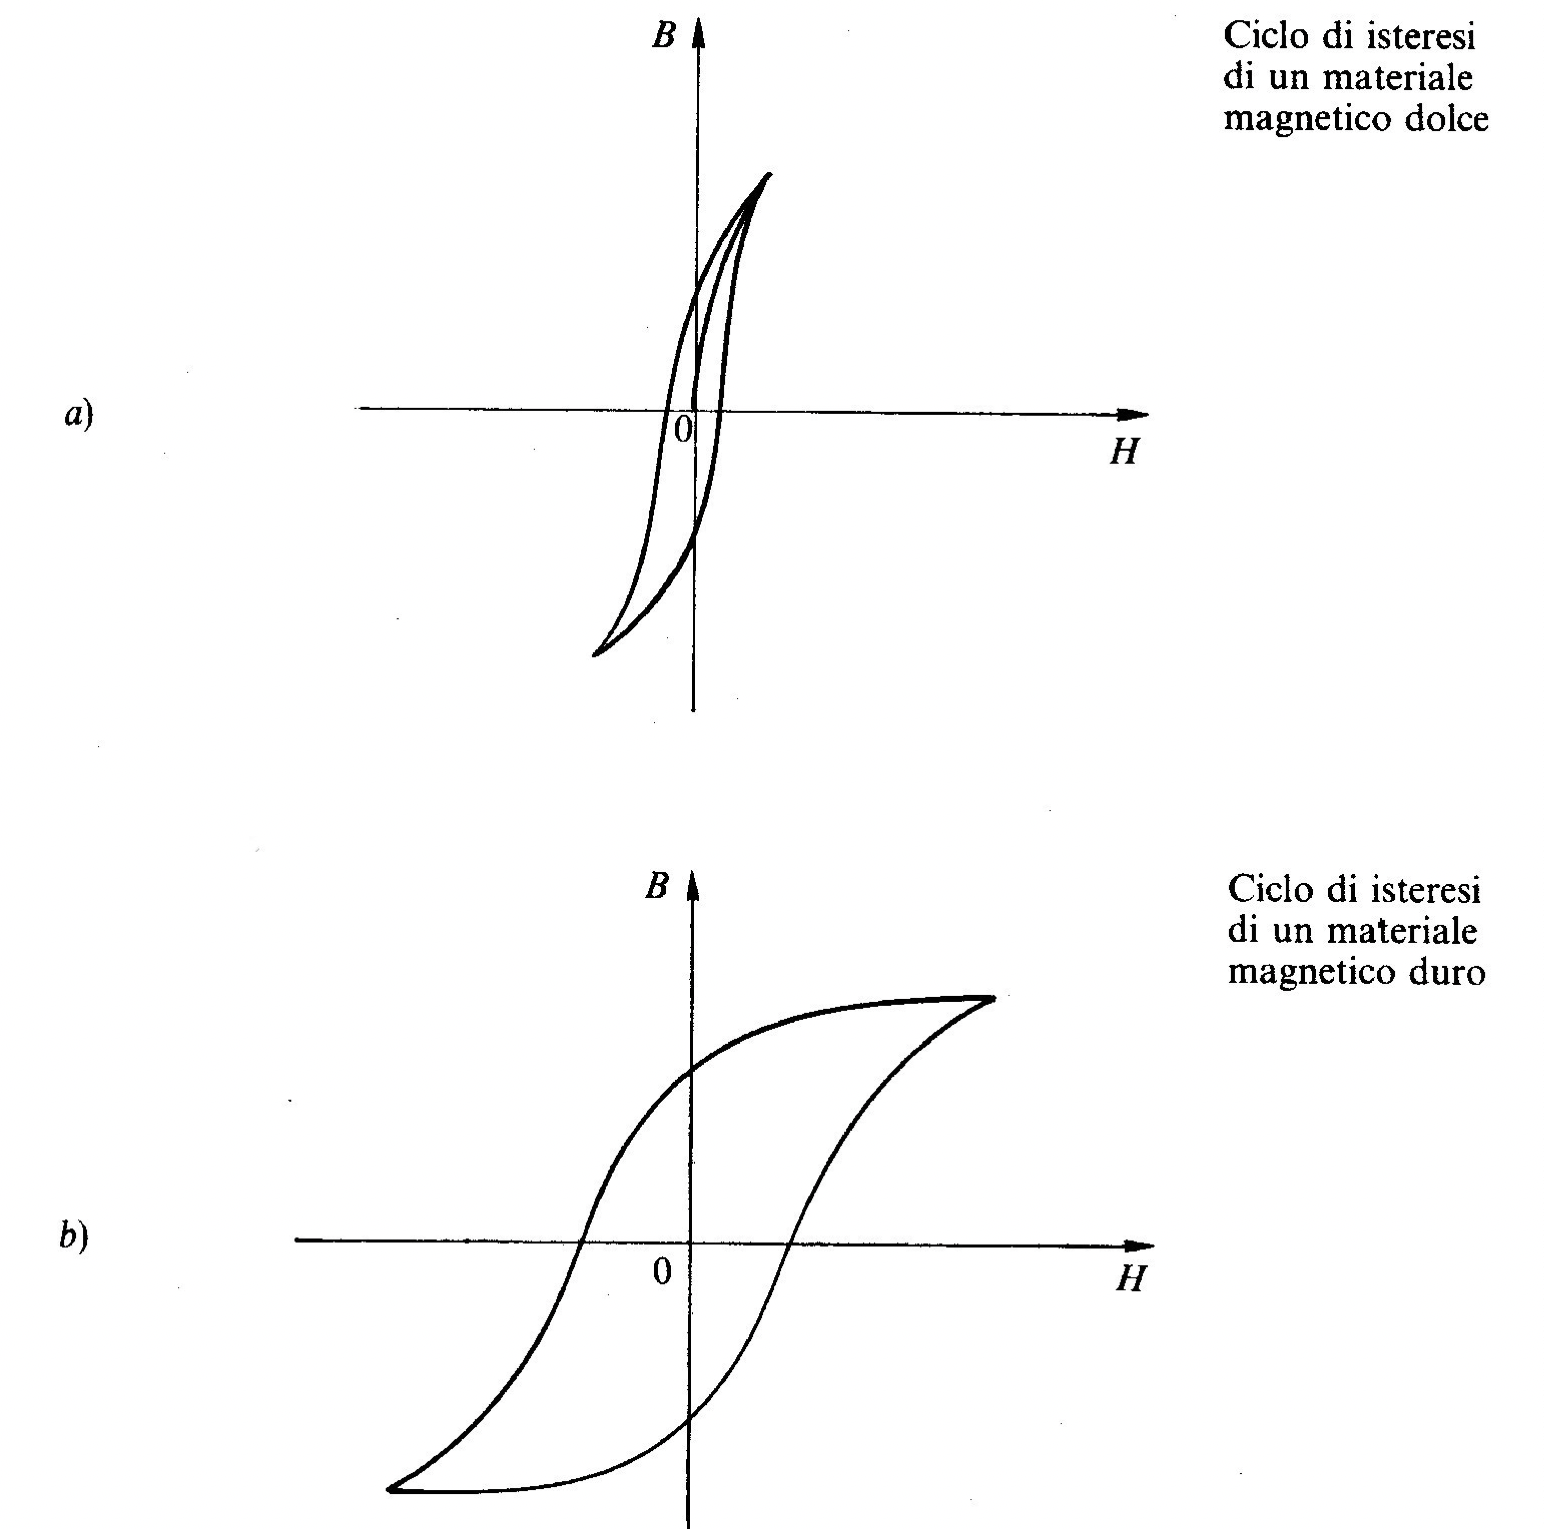 B
Ciclo di isteresi
di un materiale
magnetico dolce
a)
0
H
B
Ciclo di isteresi
di un materiale
magnetico duro
b)
0
H